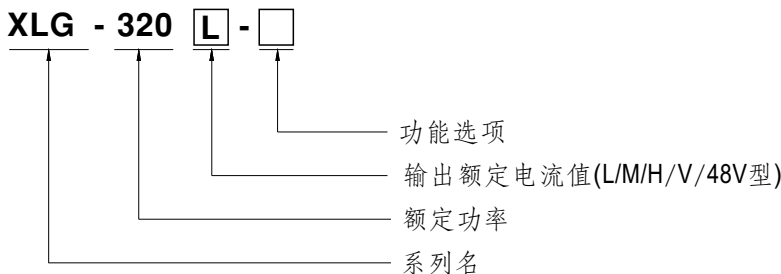 XLG - 320 L -
功能选项
输出额定电流值(L/M/H/V/48V型)
额定功率
系列名